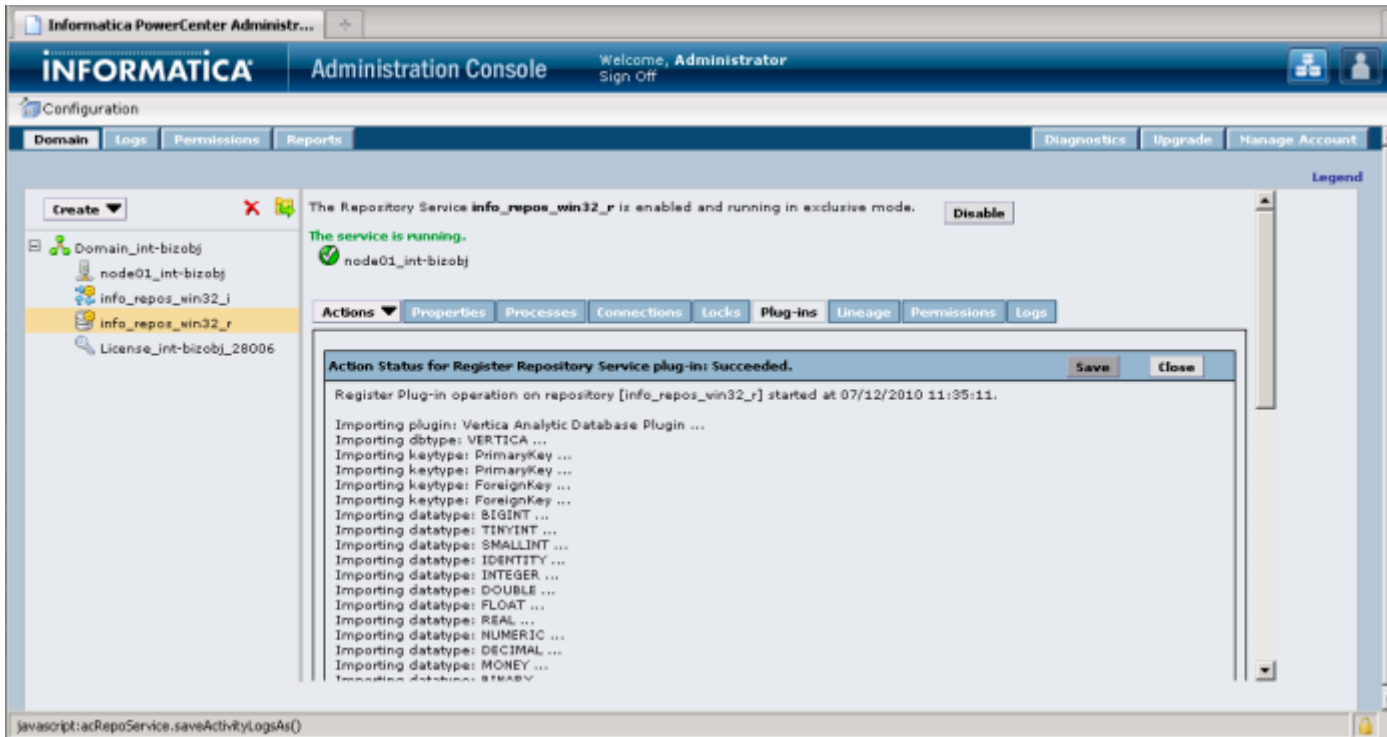 Informatica PowerCenter Administr...
INFORMATICA
Administration Console
Welcome, Administrator
Sign Off
Configuration
Domain Logs Permissions Reports Diagnostics Upgrade Manage Account
Legend
Create
The Repository Service info_repos_win32_r is enabled and running in exclusive mode. Disable
The service is running.
node01_int-bizobj
Domain_int-bizobj
node01_int-bizobj
info_repos_win32_i
info_repos_win32_r
License_int-bizobj_28006
Actions Properties Processes Connections Locks Plug-ins Lineage Permissions Logs
Action Status for Register Repository Service plug-in: Succeeded. Save Close
Register Plug-in operation on repository [info_repos_win32_r] started at 07/12/2010 11:35:11.
Importing plugin: Vertica Analytic Database Plugin ...
Importing dbtype: VERTICA ...
Importing keytype: PrimaryKey ...
Importing keytype: PrimaryKey ...
Importing keytype: ForeignKey ...
Importing keytype: ForeignKey ...
Importing datatype: BIGINT ...
Importing datatype: TINYINT ...
Importing datatype: SMALLINT ...
Importing datatype: IDENTITY ...
Importing datatype: INTEGER ...
Importing datatype: DOUBLE ...
Importing datatype: FLOAT ...
Importing datatype: REAL ...
Importing datatype: NUMERIC ...
Importing datatype: DECIMAL ...
Importing datatype: MONEY ...
Importing datatype: BINARY
javascript:acRepoService.saveActivityLogsAs()